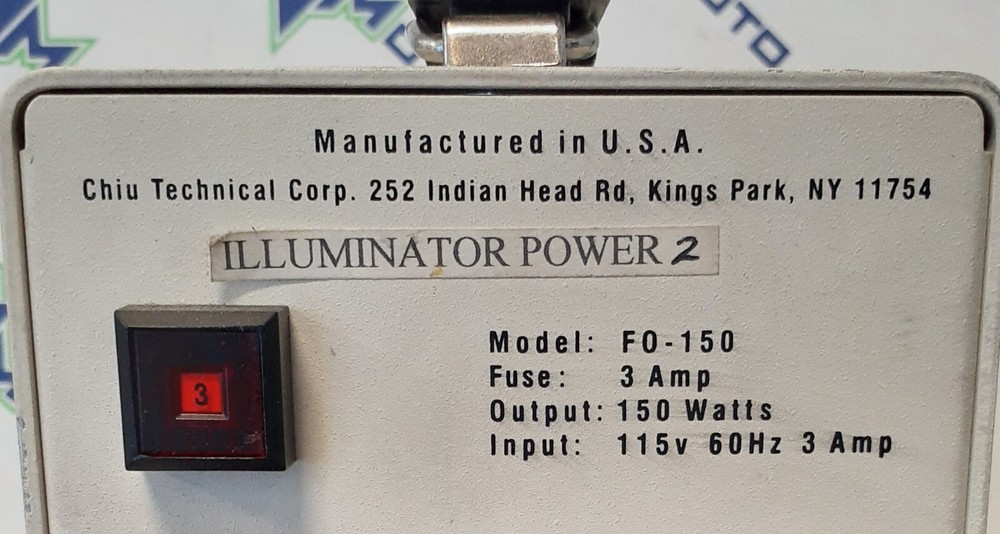 OTO
Manufactured in U.S.A.
Chiu Technical Corp. 252 Indian Head Rd, Kings Park, NY 11754
ILLUMINATOR POWER 2
Model: FO-150
3
Fuse: 3 Amp
Output: 150 Watts
Input: 115v 60Hz 3 Amp